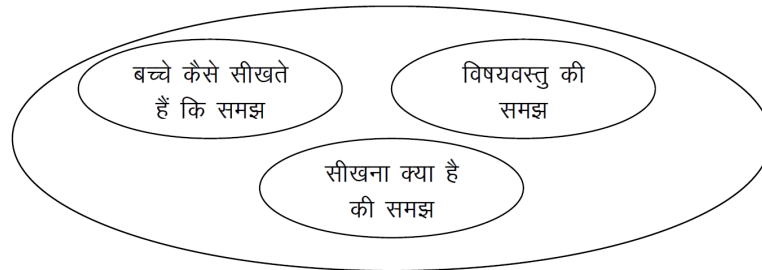 बच्चे कैसे सीखते
हैं कि समझ
विषयवस्तु की
समझ
सीखना क्या है
की समझ